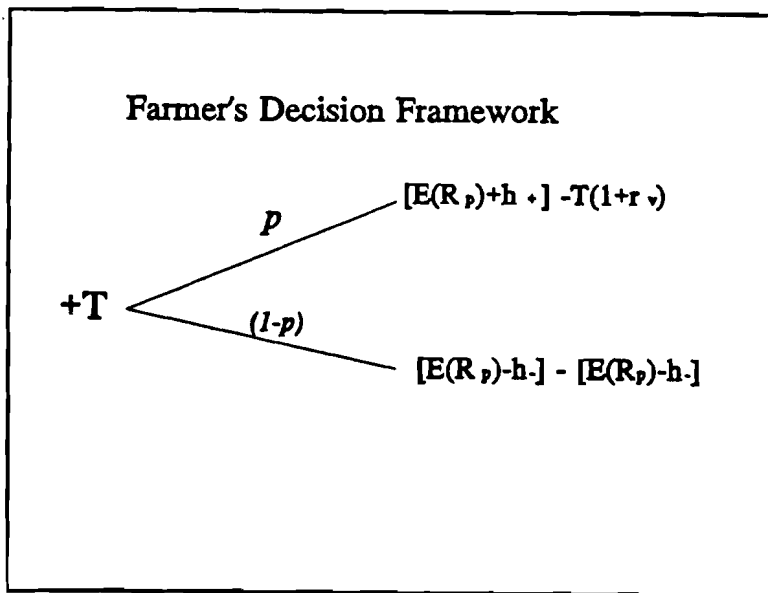 Farmer's Decision Framework
[E(R p)+h +] -T(1+r v)
p
+T
(1-p)
[E(R p)-h-] - [E(Rp)-h-]